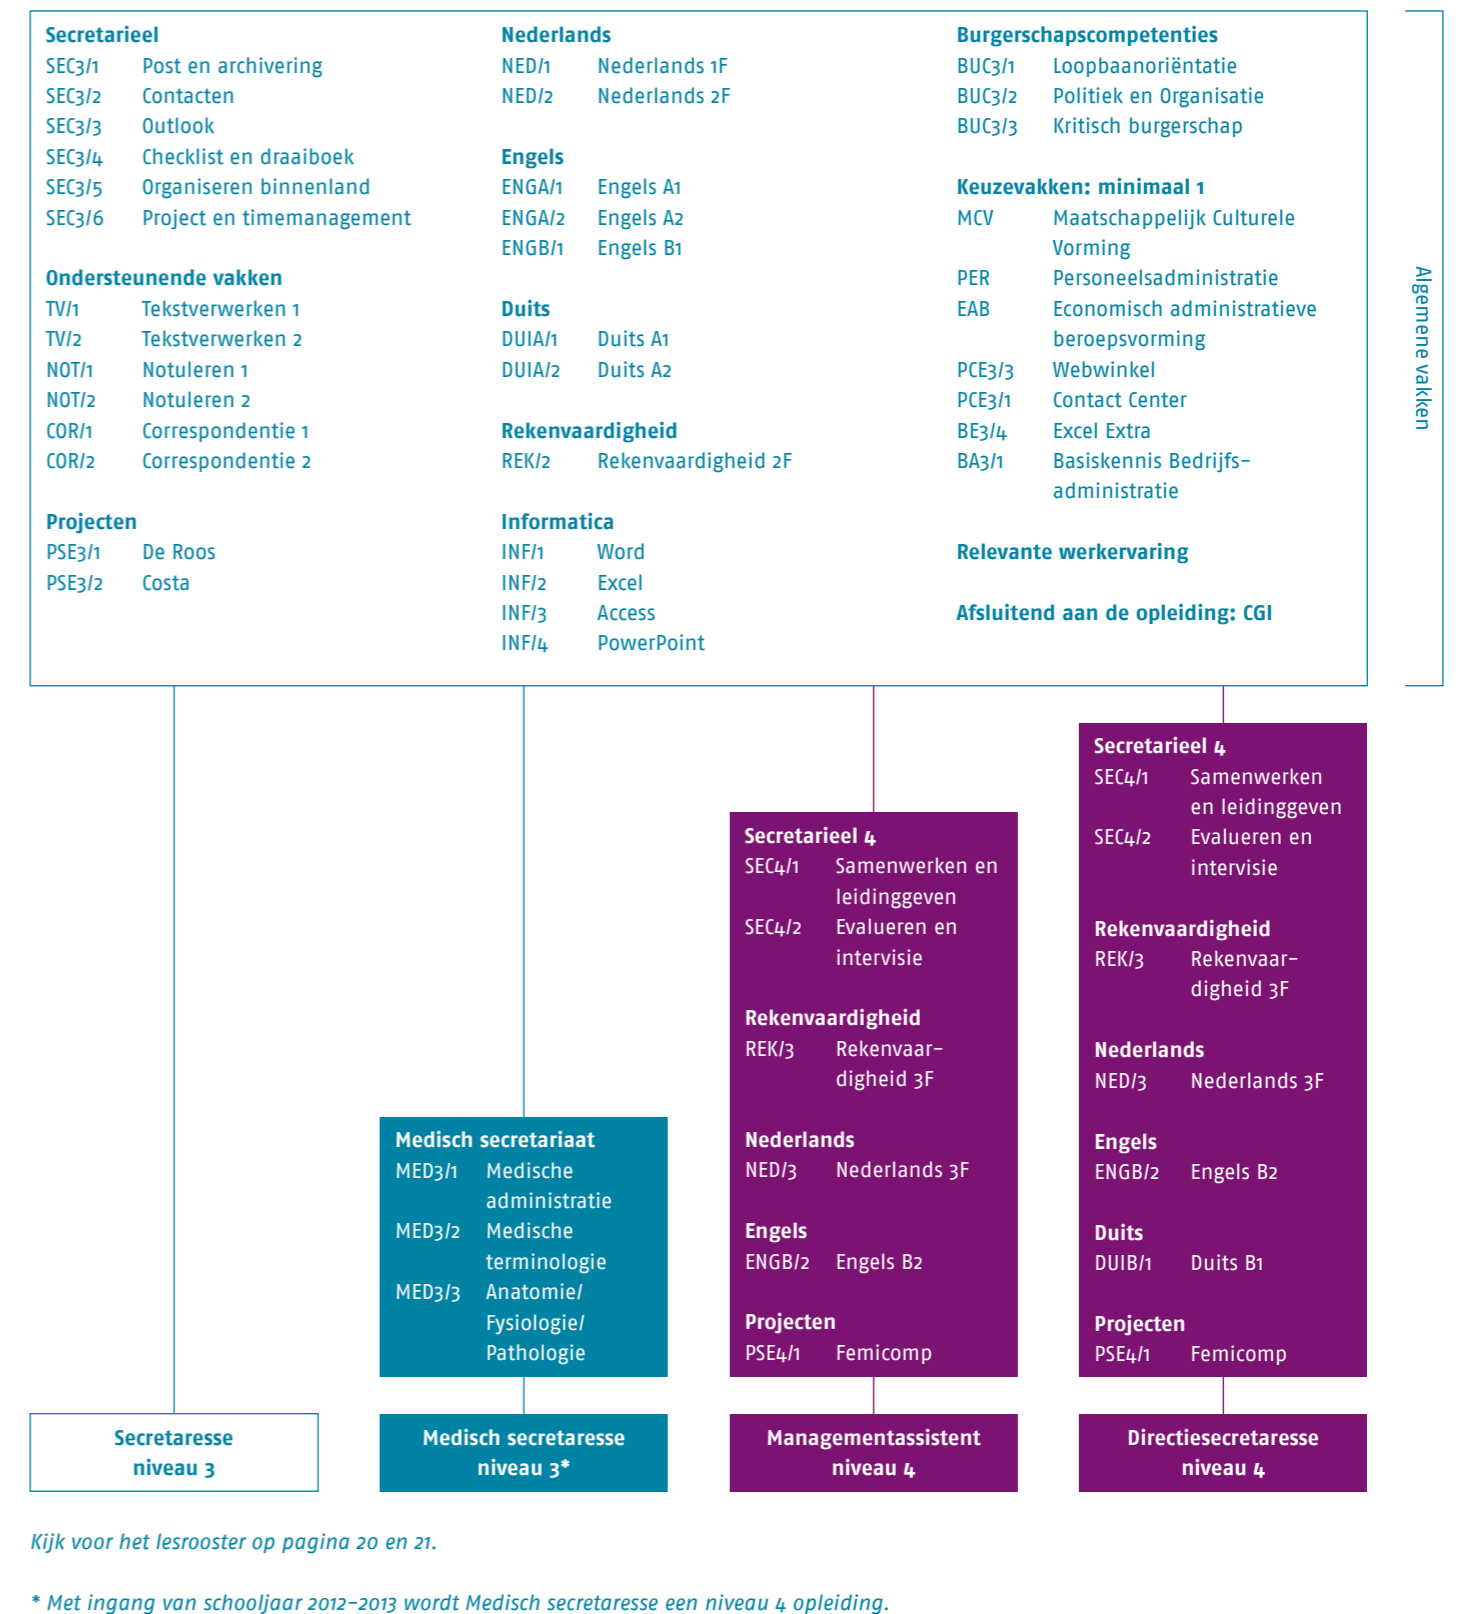 Secretarieel
SEC3/1 Post en archivering
SEC3/2 Contacten
SEC3/3 Outlook
SEC3/4 Checklist en draaiboek
SEC3/5 Organiseren binnenland
SEC3/6 Project en timemanagement
Ondersteunende vakken
TV/1 Tekstverwerken 1
TV/2 Tekstverwerken 2
NOT/1 Notuleren 1
NOT/2 Notuleren 2
COR/1 Correspondentie 1
COR/2 Correspondentie 2
Projecten
PSE3/1 De Roos
PSE3/2 Costa
Nederlands
NED/1 Nederlands 1F
NED/2 Nederlands 2F
Engels
ENGA/1 Engels A1
ENGA/2 Engels A2
ENGB/1 Engels B1
Duits
DUIA/1 Duits A1
DUIA/2 Duits A2
Rekenvaardigheid
REK/2 Rekenvaardigheid 2F
Informatica
INF/1 Word
INF/2 Excel
INF/3 Access
INF/4 PowerPoint
Burgerschapscompetenties
BUC3/1 Loopbaanoriëntatie
BUC3/2 Politiek en Organisatie
BUC3/3 Kritisch burgerschap
Keuzevakken: minimaal 1
MCV Maatschappelijk Culturele
Vorming
PER Personeelsadministratie
EAB Economisch administratieve
beroepsvorming
PCE3/3 Webwinkel
PCE3/1 Contact Center
BE3/4 Excel Extra
BA3/1 Basiskennis Bedrijfs-
administratie
Relevante werkervaring
Afsluitend aan de opleiding: CGI
Algemene vakken
Medisch secretariaat
MED3/1 Medische
administratie
MED3/2 Medische
terminologie
MED3/3 Anatomie/
Fysiologie/
Pathologie
Secretarieel 4
SEC4/1 Samenwerken en
leidinggeven
SEC4/2 Evalueren en
intervisie
Rekenvaardigheid
REK/3 Rekenvaar-
digheid 3F
Nederlands
NED/3 Nederlands 3F
Engels
ENGB/2 Engels B2
Projecten
PSE4/1 Femicomp
Secretarieel 4
SEC4/1 Samenwerken
en leidinggeven
SEC4/2 Evalueren en
intervisie
Rekenvaardigheid
REK/3 Rekenvaar-
digheid 3F
Nederlands
NED/3 Nederlands 3F
Engels
ENGB/2 Engels B2
Duits
DUIB/1 Duits B1
Projecten
PSE4/1 Femicomp
Secretaresse
niveau 3
Medisch secretaresse
niveau 3*
Managementassistent
niveau 4
Directiesecretaresse
niveau 4
Kijk voor het lesrooster op pagina 20 en 21.
* Met ingang van schooljaar 2012-2013 wordt Medisch secretaresse een niveau 4 opleiding.